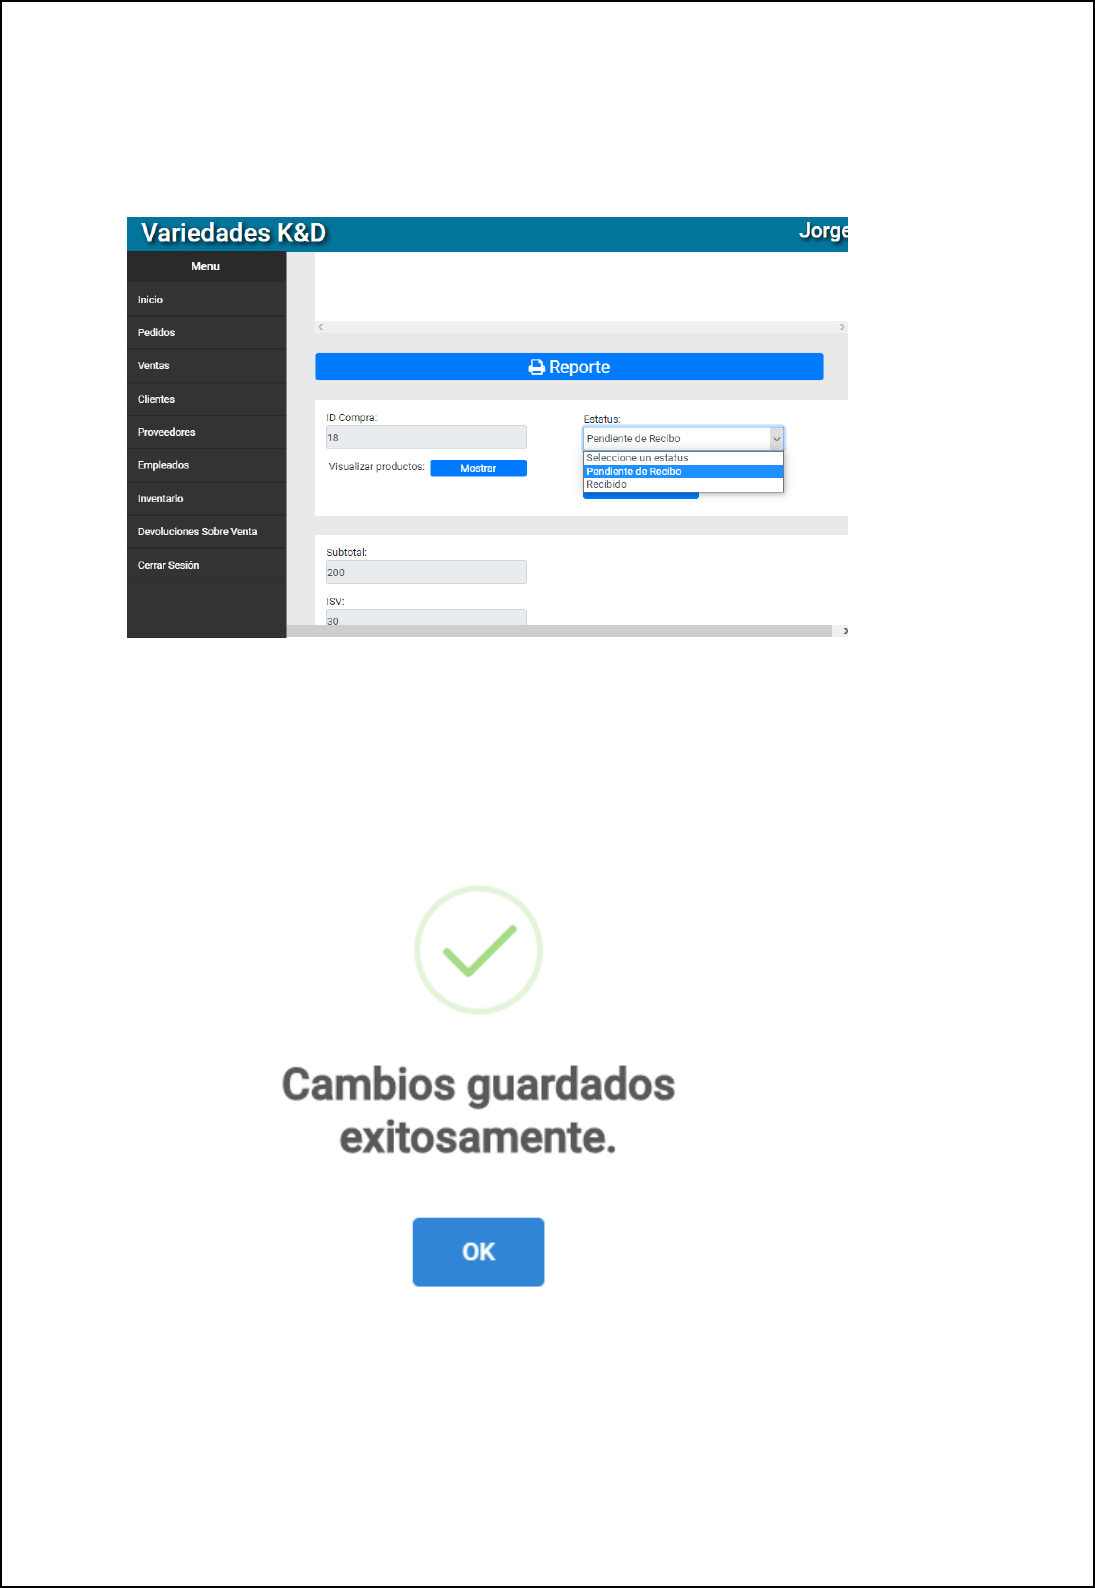 Variedades K&D
Jorge
Menu
Inicio
Pedidos
Ventas
Clientes
Proveedores
Empleados
Inventario
Devoluciones Sobre Venta
Cerrar Sesión
Reporte
ID Compra:
18
Visualizar productos:
Mostrar
Estatus:
Pendiente de Recibo
Seleccione un estatus
Pendiente de Recibo
Recibido
Subtotal:
200
ISV:
30
Cambios guardados
exitosamente.
OK